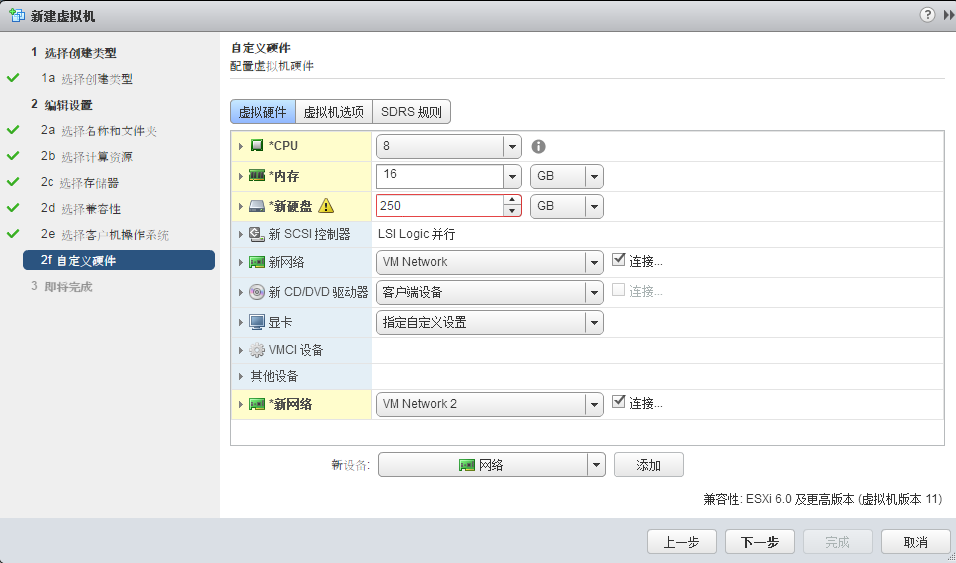 新建虚拟机
1 选择创建类型
1a 选择创建类型
2 编辑设置
2a 选择名称和文件夹
2b 选择计算资源
2c 选择存储器
2d 选择兼容性
2e 选择客户机操作系统
2f 自定义硬件
3 即将完成
自定义硬件
配置虚拟机硬件
虚拟硬件 虚拟机选项 SDRS 规则
*CPU 8
*内存 16 GB
*新硬盘 250 GB
新 SCSI 控制器 LSI Logic 并行
新网络 VM Network 连接...
新 CD/DVD 驱动器 客户端设备 连接...
显卡 指定自定义设置
VMCI 设备
其他设备
*新网络 VM Network 2 连接...
新设备: 网络 添加
兼容性: ESXi 6.0 及更高版本 (虚拟机版本 11)
上一步 下一步 完成 取消